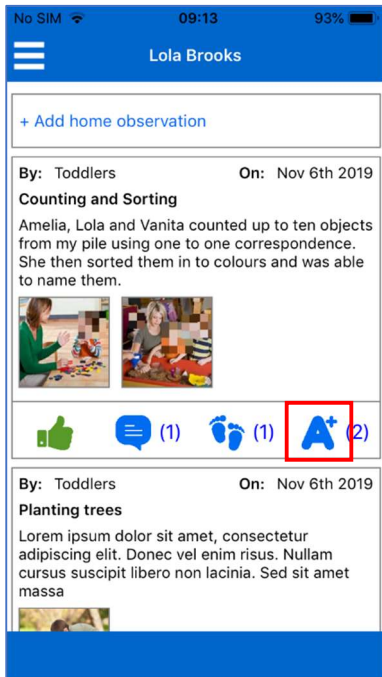 No SIM 09:13 93%
Lola Brooks
+ Add home observation
By: Toddlers On: Nov 6th 2019
Counting and Sorting
Amelia, Lola and Vanita counted up to ten objects
from my pile using one to one correspondence.
She then sorted them in to colours and was able
to name them.
(1) (1) A+ (2)
By: Toddlers On: Nov 6th 2019
Planting trees
Lorem ipsum dolor sit amet, consectetur
adipiscing elit. Donec vel enim risus. Nullam
cursus suscipit libero non lacinia. Sed sit amet
massa